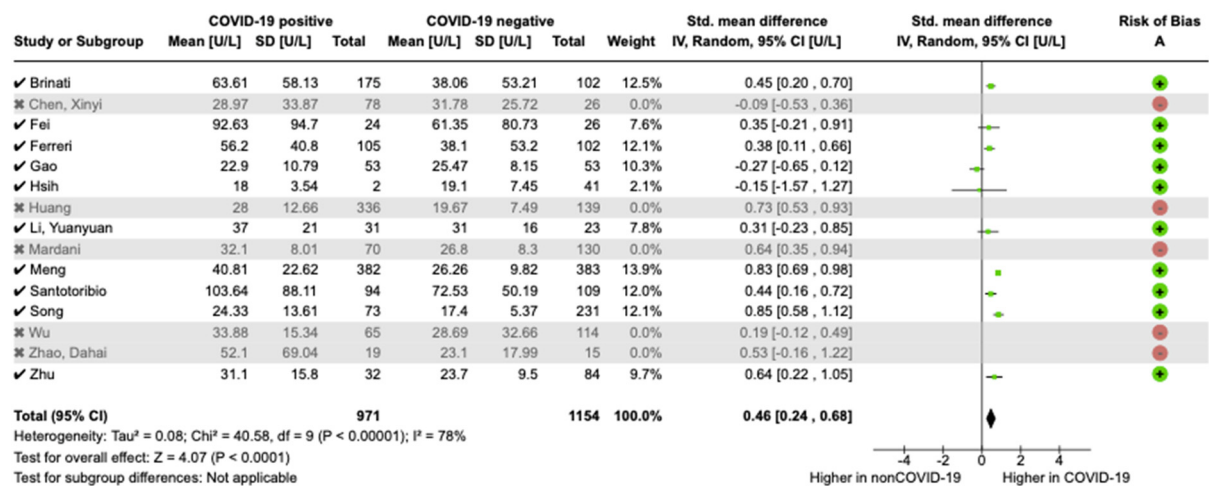 COVID-19 positive COVID-19 negative Std. mean difference Std. mean difference Risk of Bias
Study or Subgroup Mean [U/L] SD [U/L] Total Mean [U/L] SD [U/L] Total Weight IV, Random, 95% CI [U/L] IV, Random, 95% CI [U/L] A
✔ Brinati 63.61 58.13 175 38.06 53.21 102 12.5% 0.45 [0.20 , 0.70] +
✖ Chen, Xinyi 28.97 33.87 78 31.78 25.72 26 0.0% -0.09 [-0.53 , 0.36] -
✔ Fei 92.63 94.7 24 61.35 80.73 26 7.6% 0.35 [-0.21 , 0.91] +
✔ Ferreri 56.2 40.8 105 38.1 53.2 102 12.1% 0.38 [0.11 , 0.66] +
✔ Gao 22.9 10.79 53 25.47 8.15 53 10.3% -0.27 [-0.65 , 0.12] +
✔ Hsih 18 3.54 2 19.1 7.45 41 2.1% -0.15 [-1.57 , 1.27] +
✖ Huang 28 12.66 336 19.67 7.49 139 0.0% 0.73 [0.53 , 0.93] -
✔ Li, Yuanyuan 37 21 31 31 16 23 7.8% 0.31 [-0.23 , 0.85] +
✖ Mardani 32.1 8.01 70 26.8 8.3 130 0.0% 0.64 [0.35 , 0.94] -
✔ Meng 40.81 22.62 382 26.26 9.82 383 13.9% 0.83 [0.69 , 0.98] +
✔ Santotoribio 103.64 88.11 94 72.53 50.19 109 12.0% 0.44 [0.16 , 0.72] +
✔ Song 24.33 13.61 73 17.4 5.37 231 12.1% 0.85 [0.58 , 1.12] +
✖ Wu 33.88 15.34 65 28.69 32.66 114 0.0% 0.19 [-0.12 , 0.49] -
✖ Zhao, Dahai 52.1 69.04 19 23.1 17.99 15 0.0% 0.53 [-0.16 , 1.22] -
✔ Zhu 31.1 15.8 32 23.7 9.5 84 9.7% 0.64 [0.22 , 1.05] +
Total (95% CI) 971 1154 100.0% 0.46 [0.24 , 0.68]
Heterogeneity: Tau² = 0.08; Chi² = 40.58, df = 9 (P < 0.00001); I² = 78%
Test for overall effect: Z = 4.07 (P < 0.0001) -4 -2 0 2 4
Test for subgroup differences: Not applicable Higher in nonCOVID-19 Higher in COVID-19